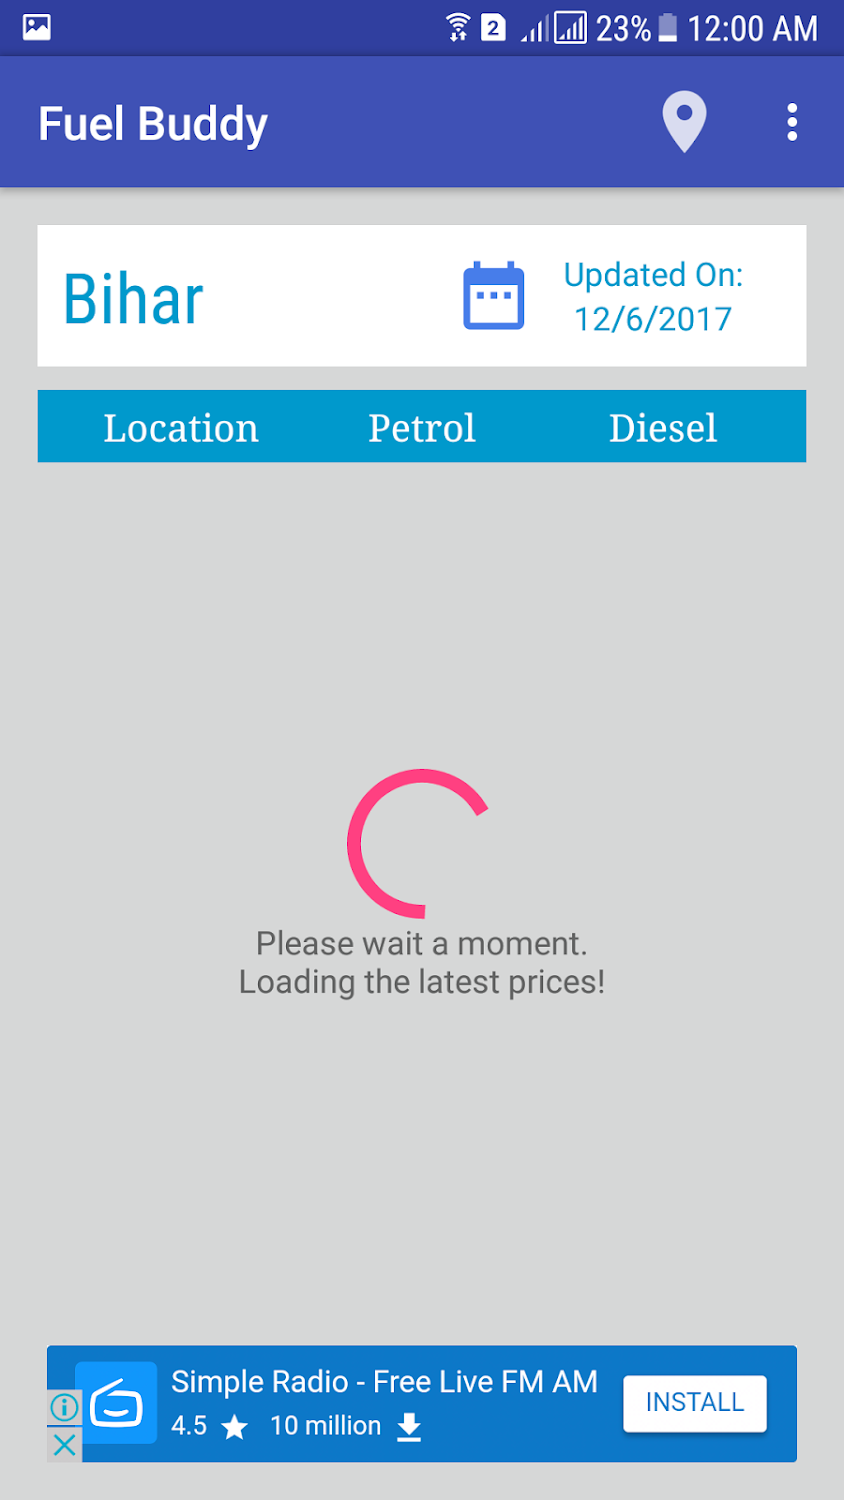 2 23% 12:00 AM
Fuel Buddy
Bihar
Updated On:
12/6/2017
Location Petrol Diesel
Please wait a moment.
Loading the latest prices!
Simple Radio - Free Live FM AM
4.5 10 million
INSTALL